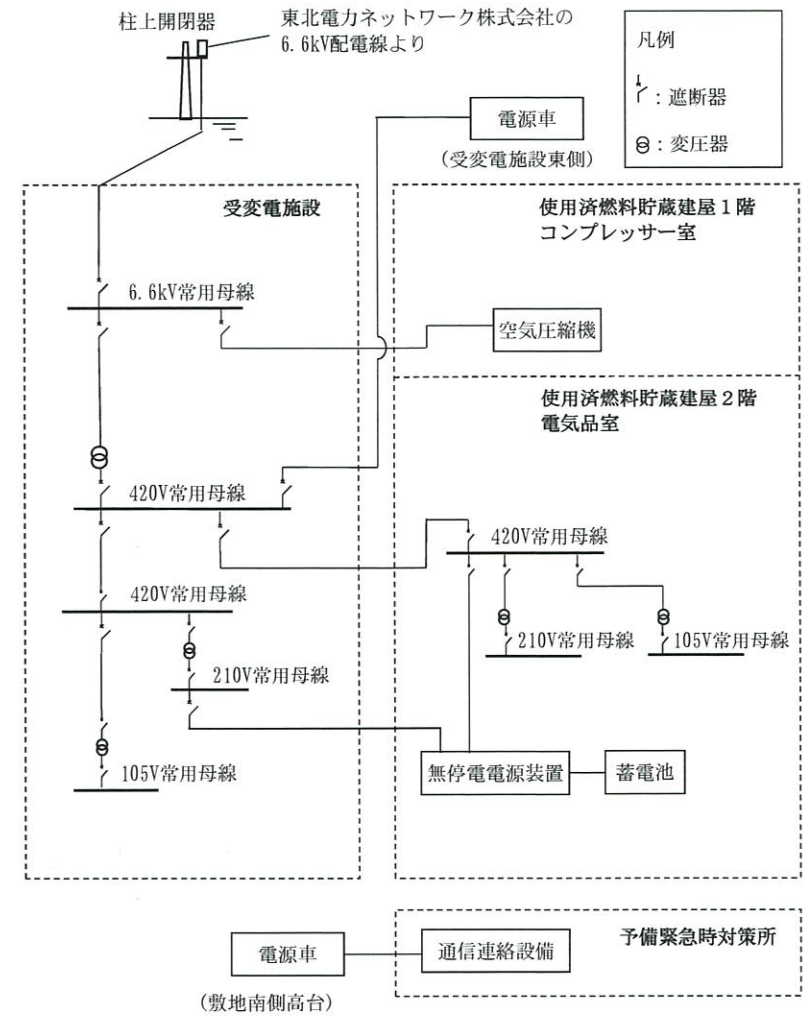 柱上開閉器
東北電力ネットワーク株式会社の
6.6kV配電線より
凡例
：遮断器
：変圧器
電源車
(受変電施設東側)
受変電施設
使用済燃料貯蔵建屋1階
コンプレッサー室
6.6kV常用母線
空気圧縮機
使用済燃料貯蔵建屋2階
電気品室
420V常用母線
420V常用母線
420V常用母線
210V常用母線
105V常用母線
210V常用母線
無停電電源装置
蓄電池
105V常用母線
予備緊急時対策所
電源車
通信連絡設備
(敷地南側高台)